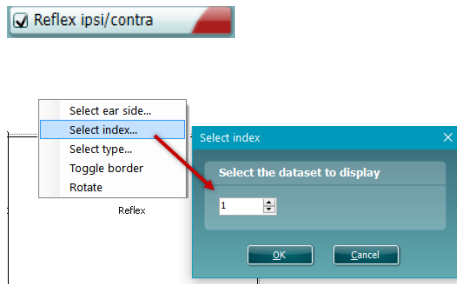 Reflex ipsi/contra
Select ear side...
Select index...
Select type...
Toggle border
Rotate
Reflex
Select index
Select the dataset to display
1
OK
Cancel